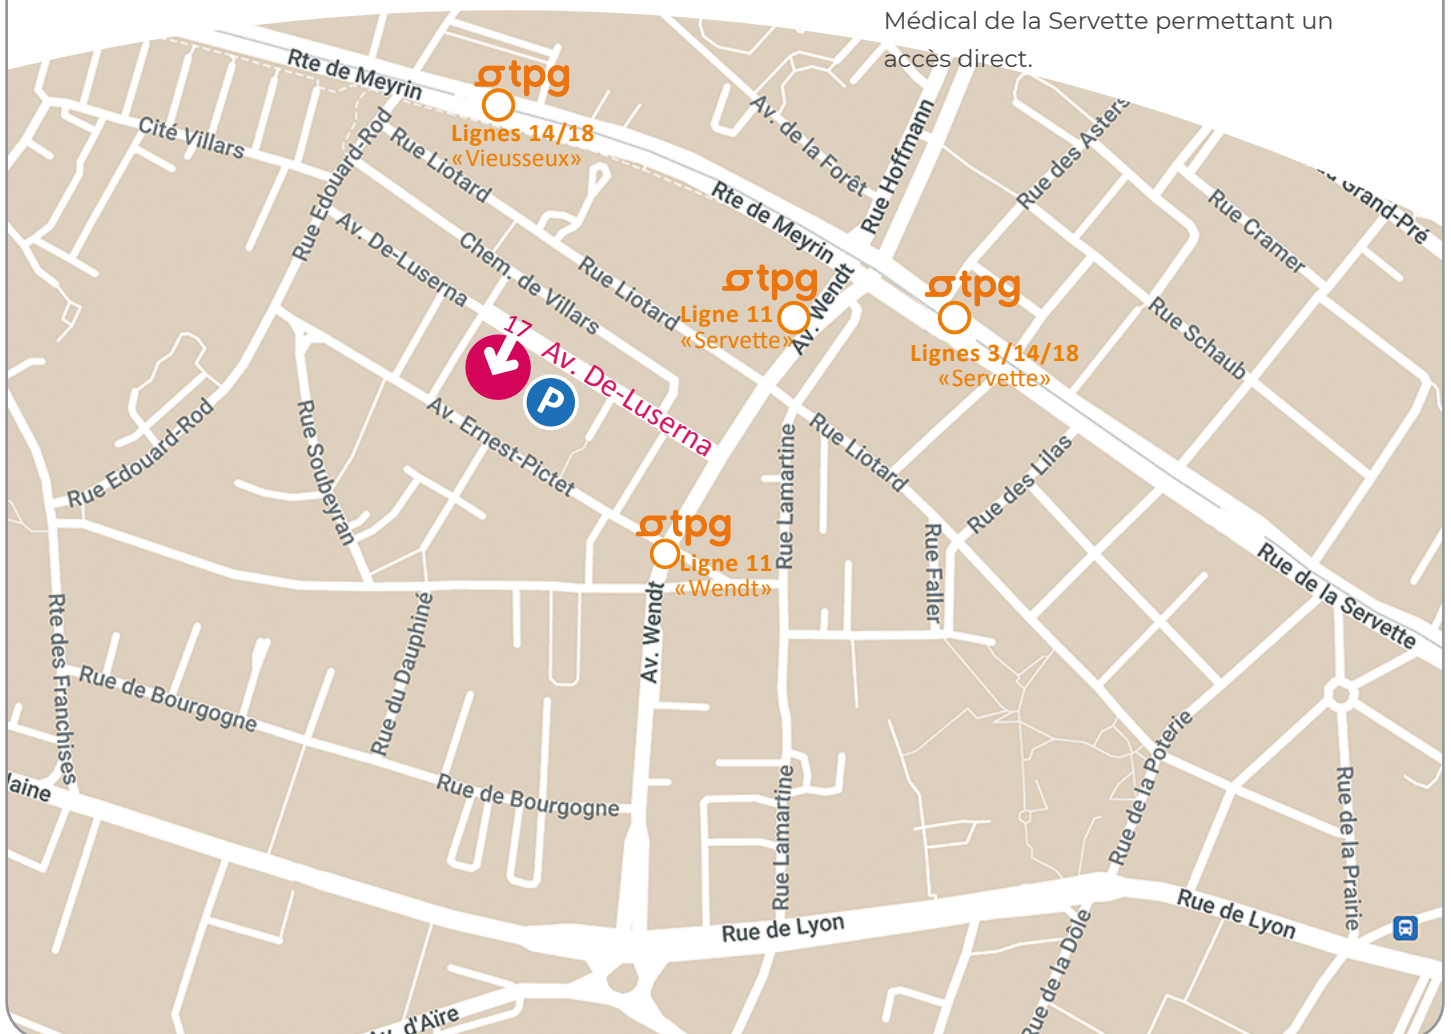 Médical de la Servette permettant un
accès direct.
Rte de Meyrin
tpg
Lignes 14/18
«Vieusseux»
Cité Villars
Rue Edouard-Rod
Rue Liotard
Av. de la Forêt
Rue Hoffmann
Rue des Asters
Grand-Pré
Rue Cramer
Rte de Meyrin
Av. De-Luserna
Chem. de Villars
Rue Liotard
tpg
Ligne 11
«Servette»
Av. Wendt
tpg
Lignes 3/14/18
«Servette»
Rue Schaub
17 Av. De-Luserna
P
Av. Ernest-Pictet
Rue Edouard-Rod
Rue Soubeyran
Rue Lamartine
Rue Liotard
Rue des Lilas
tpg
Ligne 11
«Wendt»
Rue Faller
Rue de la Servette
Rte des Franchises
Rue du Dauphiné
Av. Wendt
Rue de Bourgogne
Rue de Bourgogne
Rue de la Poterie
Rue Lamartine
Rue de la Prairie
laine
Rue de Lyon
Rue de Lyon
Rue de la Dôle
d'Aïre